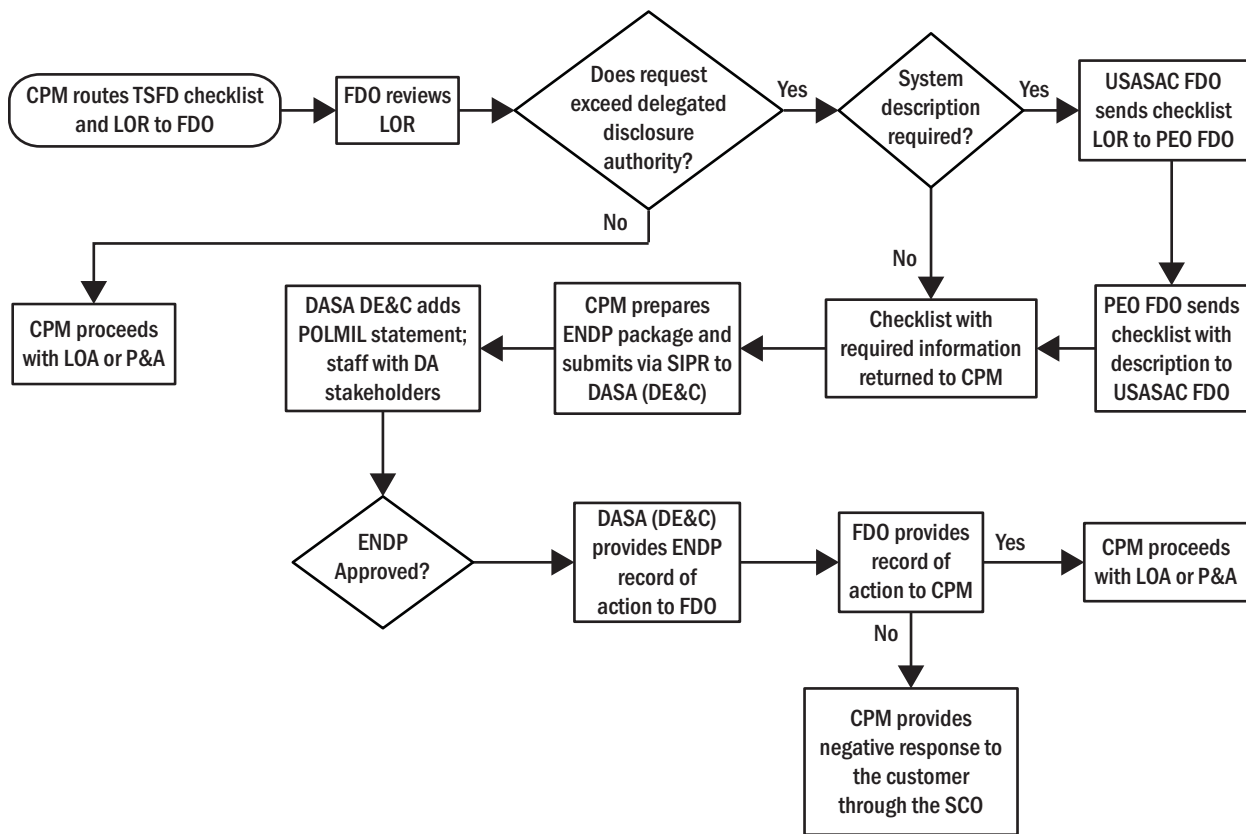 CPM routes TSFD checklist
and LOR to FDO
FDO reviews
LOR
Does request
exceed delegated
disclosure
authority?
Yes
System
description
required?
Yes
USASAC FDO
sends checklist
LOR to PEO FDO
No
No
CPM proceeds
with LOA or P&A
DASA DE&C adds
POLMIL statement;
staff with DA
stakeholders
CPM prepares
ENDP package and
submits via SIPR to
DASA (DE&C)
Checklist with
required information
returned to CPM
PEO FDO sends
checklist with
description to
USASAC FDO
ENDP
Approved?
DASA (DE&C)
provides ENDP
record of
action to FDO
FDO provides
record of
action to CPM
Yes
CPM proceeds
with LOA or P&A
No
CPM provides
negative response to
the customer
through the SCO